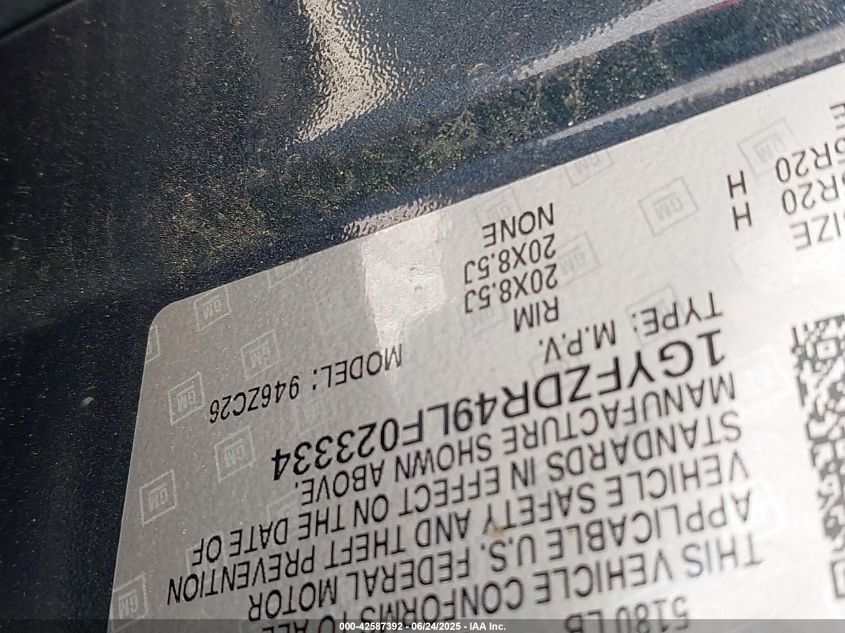 5180 LB
THIS VEHICLE CONFORMS TO ALL
APPLICABLE U.S. FEDERAL MOTOR
VEHICLE SAFETY AND THEFT PREVENTION
STANDARDS IN EFFECT ON THE DATE OF
MANUFACTURE SHOWN ABOVE.
1GYFZDR49LF023334
TYPE: M.P.V. MODEL: 946ZC26
SIZE RIM
R20 H 20X8.5J
R20 H 20X8.5J
NONE
GM
000-42587392 - 06/24/2025 - IAA Inc.